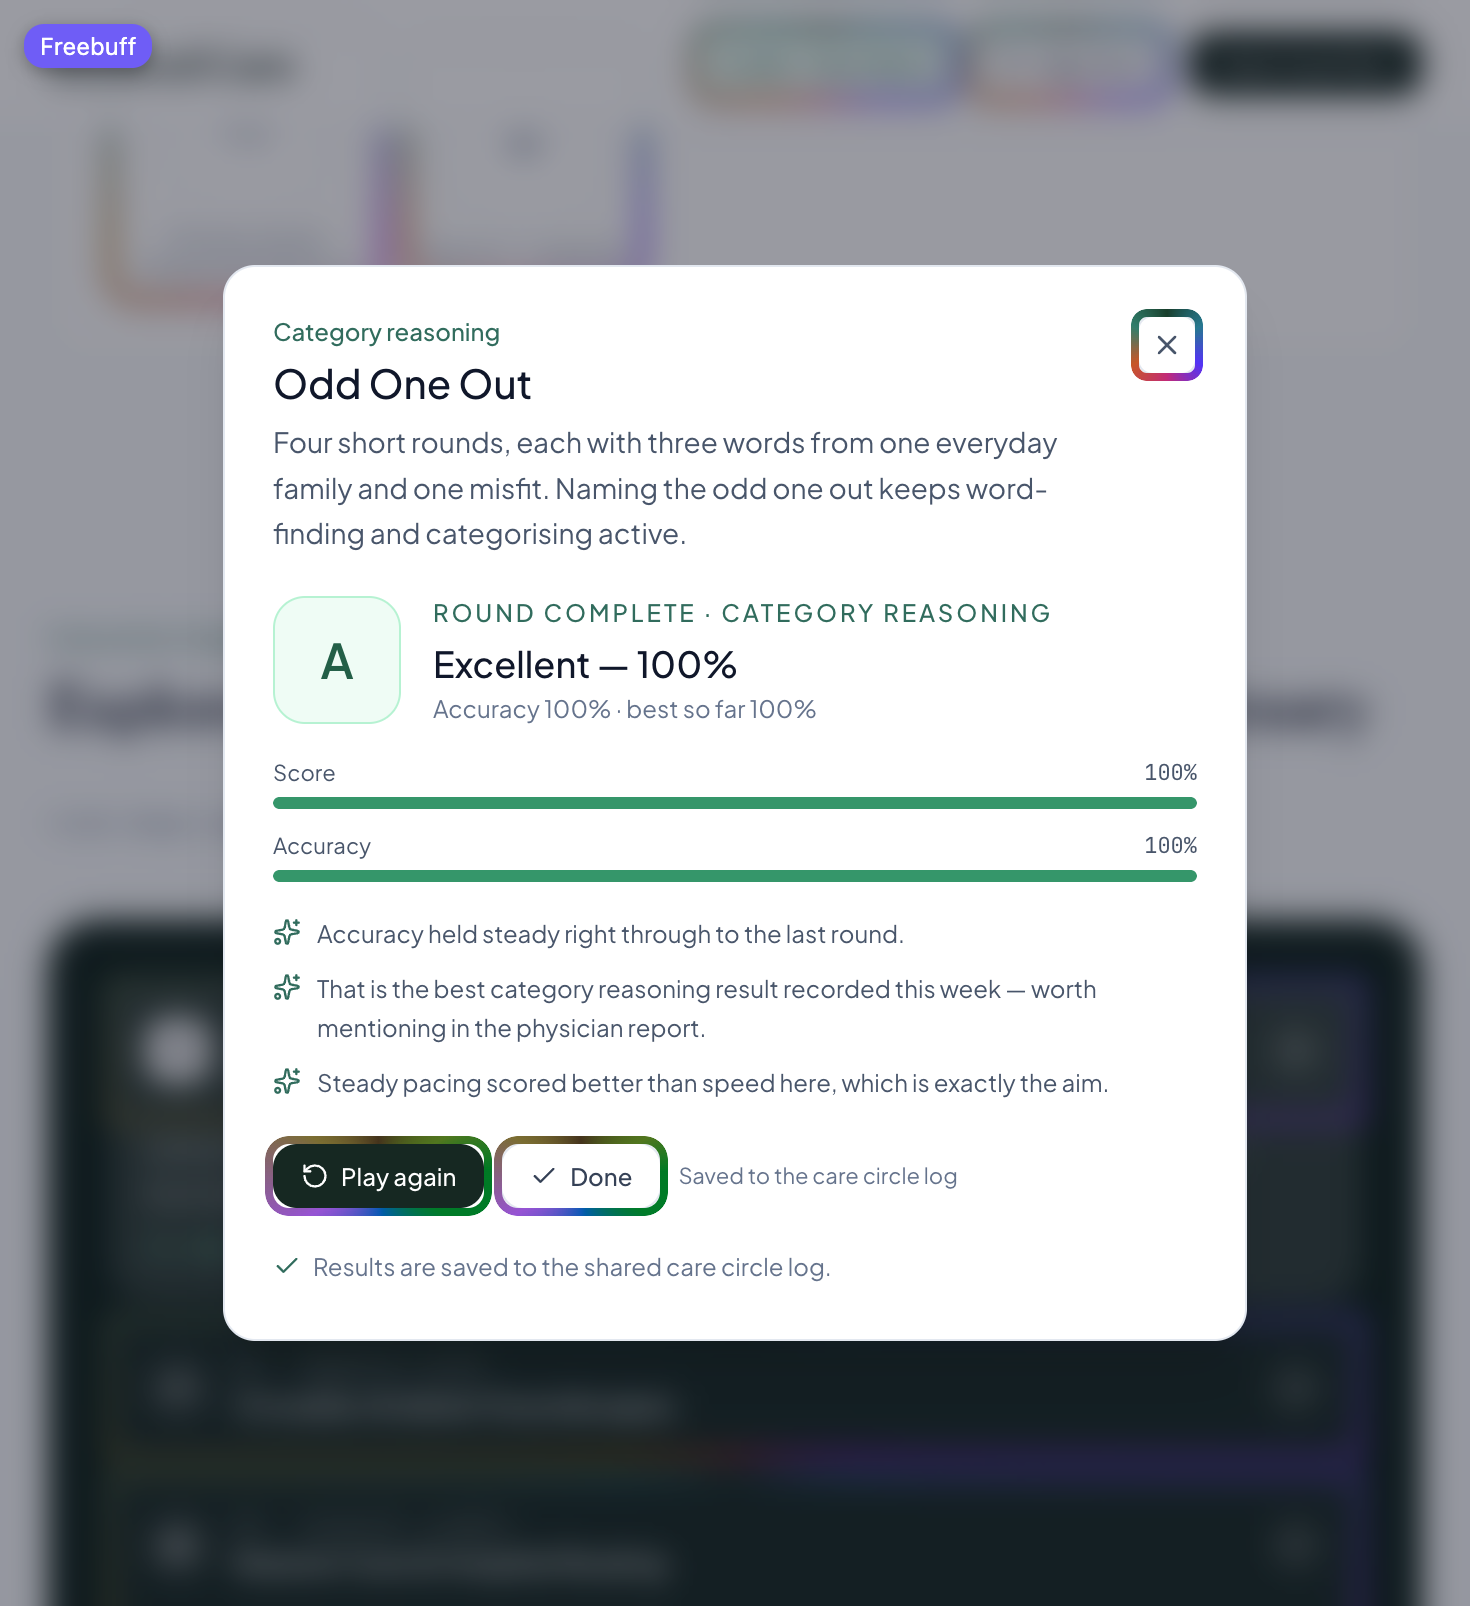 Freebuff
Category reasoning
Odd One Out
Four short rounds, each with three words from one everyday
family and one misfit. Naming the odd one out keeps word-
finding and categorising active.
A
ROUND COMPLETE · CATEGORY REASONING
Excellent — 100%
Accuracy 100% · best so far 100%
Score 100%
Accuracy 100%
Accuracy held steady right through to the last round.
That is the best category reasoning result recorded this week — worth
mentioning in the physician report.
Steady pacing scored better than speed here, which is exactly the aim.
Play again Done Saved to the care circle log
Results are saved to the shared care circle log.